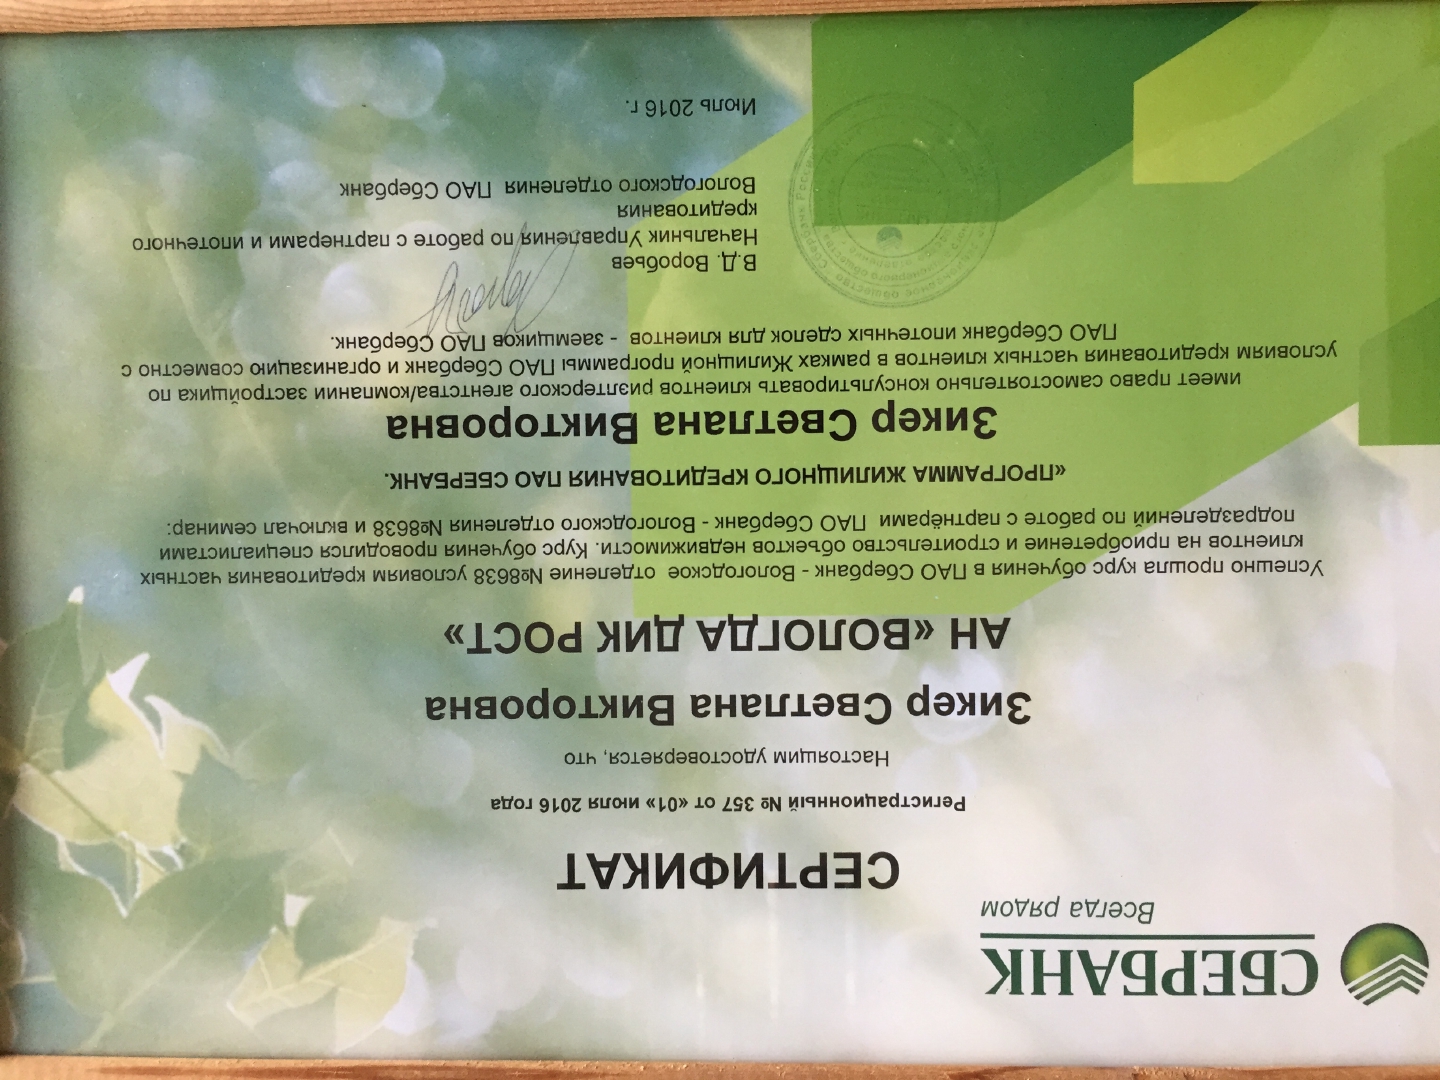 СБЕРБАНК
Всегда рядом
СЕРТИФИКАТ
Регистрационный № 357 от «01» июля 2016 года
Настоящим удостоверяется, что
Зикер Светлана Викторовна
АН «ВОЛОГДА ДИК РОСТ»
Успешно прошла курс обучения в ПАО Сбербанк - Вологодское отделение №8638 условиям кредитования частных
клиентов на приобретение и строительство объектов недвижимости. Курс обучения проводился специалистами
подразделений по работе с партнёрами ПАО Сбербанк - Вологодского отделения №8638 и включал семинар:
«ПРОГРАММА ЖИЛИЩНОГО КРЕДИТОВАНИЯ ПАО СБЕРБАНК.
Зикер Светлана Викторовна
имеет право самостоятельно консультировать клиентов риэлтерского агентства/компании застройщика по
условиям кредитования частных клиентов в рамках Жилищной программы ПАО Сбербанк и организацию совместно с
ПАО Сбербанк ипотечных сделок для клиентов - заемщиков ПАО Сбербанк.
В.Д. Воробьев
Начальник Управления по работе с партнерами и ипотечного
кредитования
Вологодского отделения ПАО Сбербанк
Июль 2016 г.